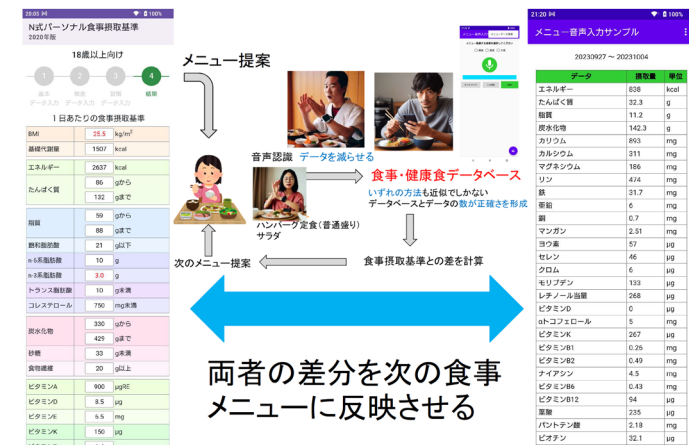 20:05
100%
N式パーソナル食事摂取基準
2020年版
18歳以上向け
1 2 3 4
基本 結果
データ入力 データ入力 データ入力
1日あたりの食事摂取基準
BMI 25.5 kg/m²
基礎代謝量 1507 kcal
エネルギー 2637 kcal
たんぱく質 86 gから
132 gまで
脂質 59 gから
88 gまで
飽和脂肪酸 21 g以下
n-6系脂肪酸 10 g
n-3系脂肪酸 3.0 g
トランス脂肪酸 10 g未満
コレステロール 750 mg未満
炭水化物 330 gから
429 gまで
砂糖 33 g未満
食物繊維 20 g以上
ビタミンA 900 μgRE
ビタミンD 8.5 μg
ビタミンE 6.5 mg
ビタミンK 150 μg
メニュー提案
音声認識 データを減らせる
ハンバーグ定食(普通盛り)
サラダ
食事・健康食データベース
いずれの方法も近似でしかない
データベースとデータの数が正確さを形成
次のメニュー提案
食事摂取基準との差を計算
両者の差分を次の食事
メニューに反映させる
メニュー音声入力
21:20
100%
メニュー音声入力サンプル
20230927 ～ 20231004
データ 摂取量 単位
エネルギー 838 kcal
たんぱく質 32.3 g
脂質 11.2 g
炭水化物 142.3 g
カリウム 893 mg
カルシウム 311 mg
マグネシウム 186 mg
リン 474 mg
鉄 31.7 mg
亜鉛 6 mg
銅 0.7 mg
マンガン 2.51 mg
ヨウ素 57 μg
セレン 46 μg
クロム 6 μg
モリブデン 133 μg
レチノール当量 268 μg
ビタミンD 0 μg
αトコフェロール 5 mg
ビタミンK 267 μg
ビタミンB1 0.26 mg
ビタミンB2 0.49 mg
ナイアシン 4.5 mg
ビタミンB6 0.43 mg
ビタミンB12 94 μg
葉酸 235 μg
パントテン酸 2.18 mg
ビオチン 32.1 μg